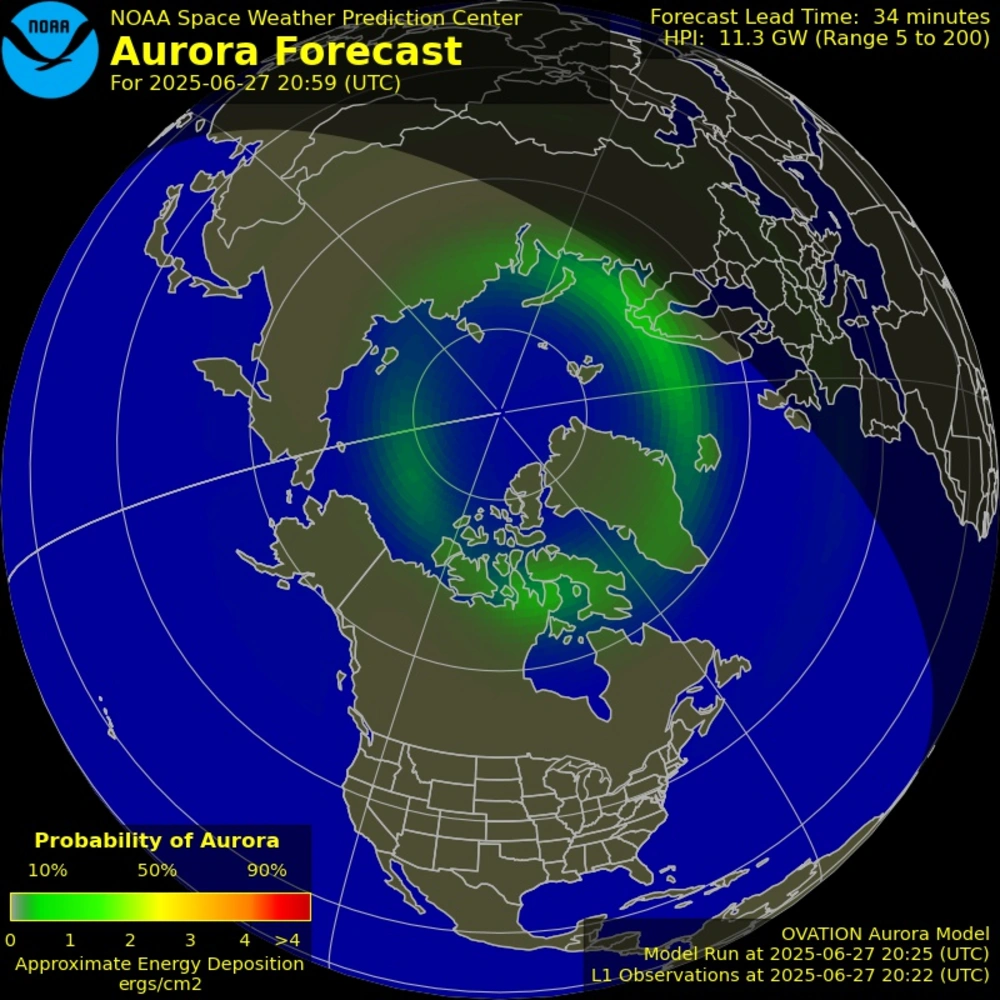 NOAA
NOAA Space Weather Prediction Center
Aurora Forecast
For 2025-06-27 20:59 (UTC)
Forecast Lead Time: 34 minutes
HPI: 11.3 GW (Range 5 to 200)
Probability of Aurora
10% 50% 90%
0 1 2 3 4 >4
Approximate Energy Deposition
ergs/cm2
OVATION Aurora Model
Model Run at 2025-06-27 20:25 (UTC)
L1 Observations at 2025-06-27 20:22 (UTC)